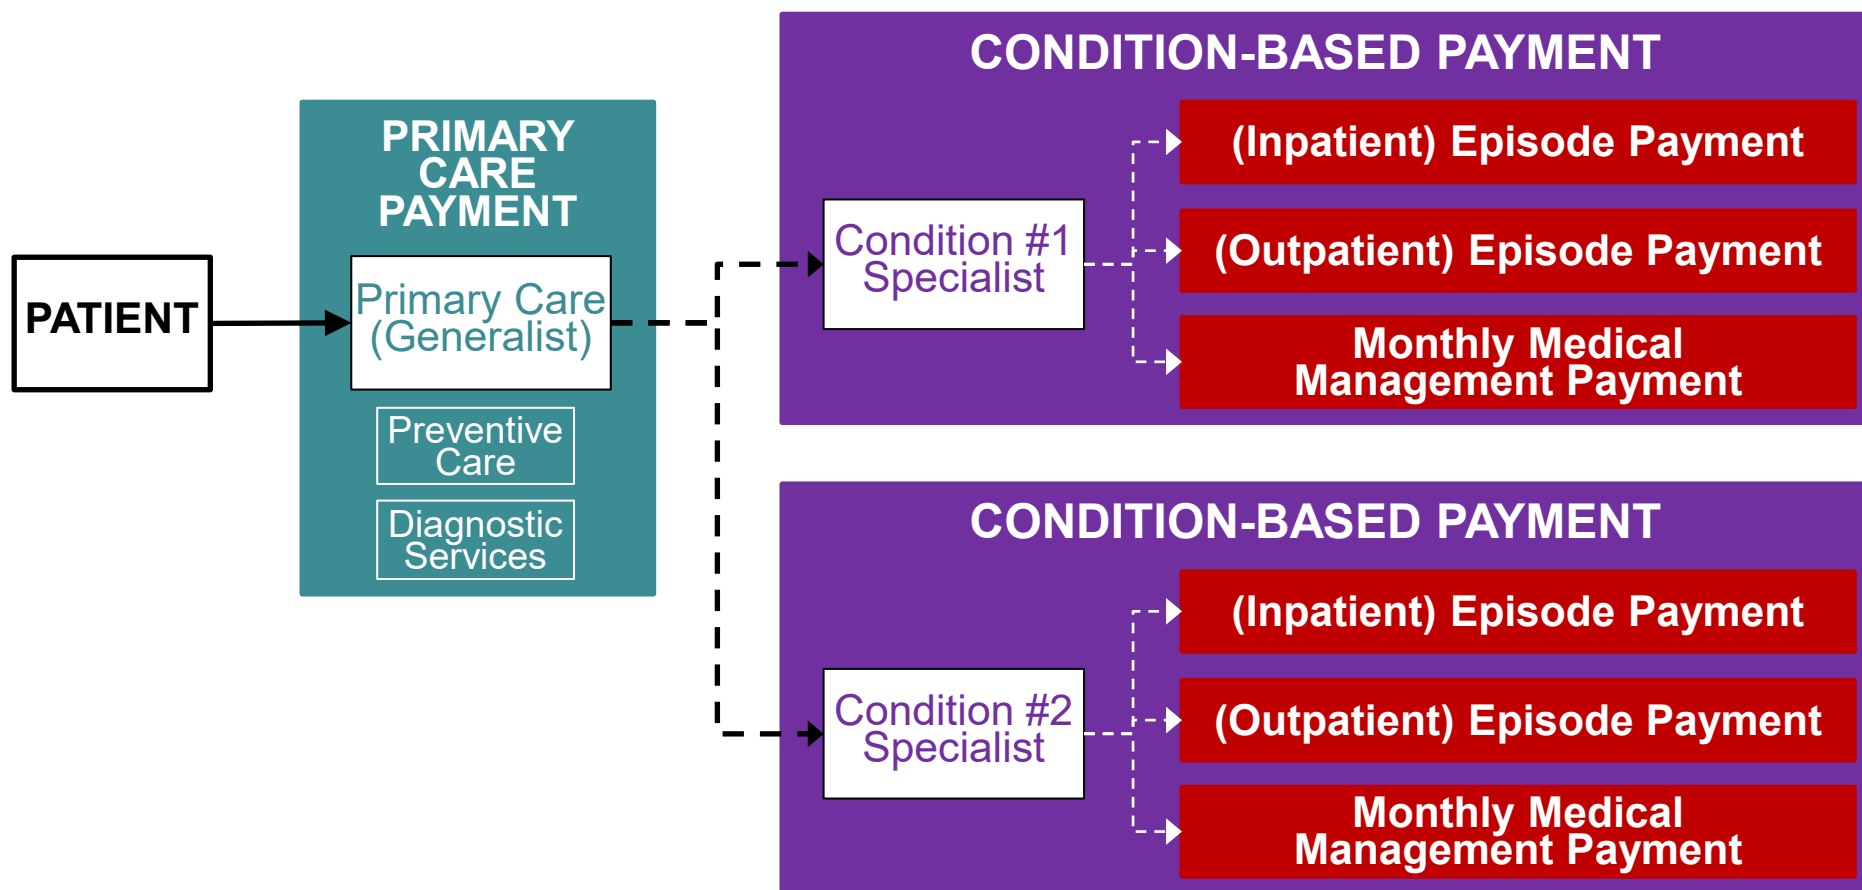 PATIENT
PRIMARY
CARE
PAYMENT
Primary Care
(Generalist)
Preventive
Care
Diagnostic
Services
CONDITION-BASED PAYMENT
Condition #1
Specialist
(Inpatient) Episode Payment
(Outpatient) Episode Payment
Monthly Medical
Management Payment
CONDITION-BASED PAYMENT
Condition #2
Specialist
(Inpatient) Episode Payment
(Outpatient) Episode Payment
Monthly Medical
Management Payment